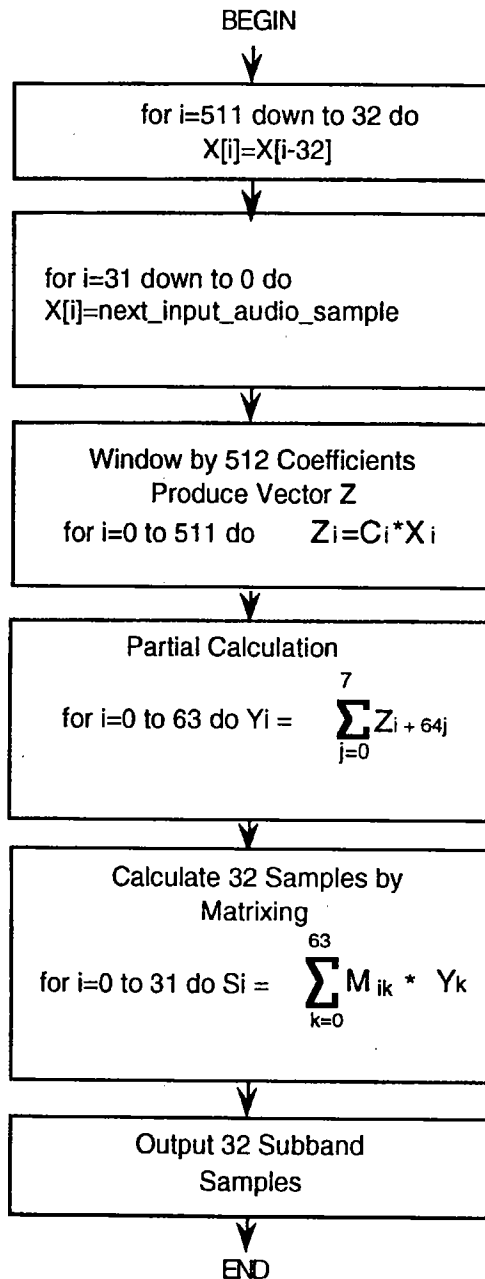 BEGIN
for i=511 down to 32 do
X[i]=X[i-32]
for i=31 down to 0 do
X[i]=next_input_audio_sample
Window by 512 Coefficients
Produce Vector Z
for i=0 to 511 do Zi=Ci*Xi
Partial Calculation
7
for i=0 to 63 do Yi = ∑ Zi + 64j
j=0
Calculate 32 Samples by
Matrixing
63
for i=0 to 31 do Si = ∑ Mik * Yk
k=0
Output 32 Subband
Samples
END